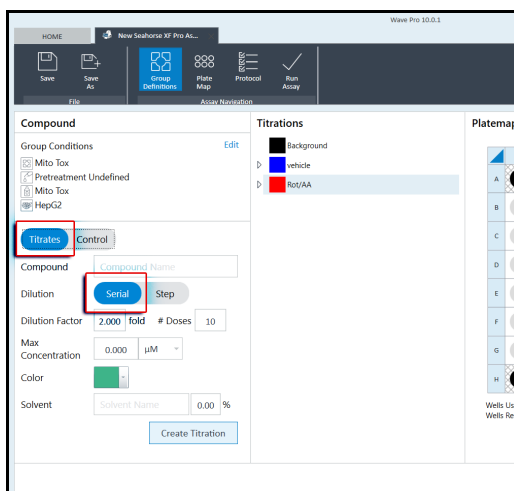 Wave Pro 10.0.1
HOME
New Seahorse XF Pro As...
Save
Save As
Group Definitions
Plate Map
Protocol
Run Assay
File
Assay Navigation
Compound
Group Conditions
Edit
Mito Tox
Pretreatment Undefined
Mito Tox
HepG2
Titrates
Control
Compound
Compound Name
Dilution
Serial
Step
Dilution Factor
2.000
fold
# Doses
10
Max Concentration
0.000
µM
Color
Solvent
Solvent Name
0.00
%
Create Titration
Titrations
Background
vehicle
Rot/AA
Platemap
A
B
C
D
E
F
G
H
Wells Us
Wells Re